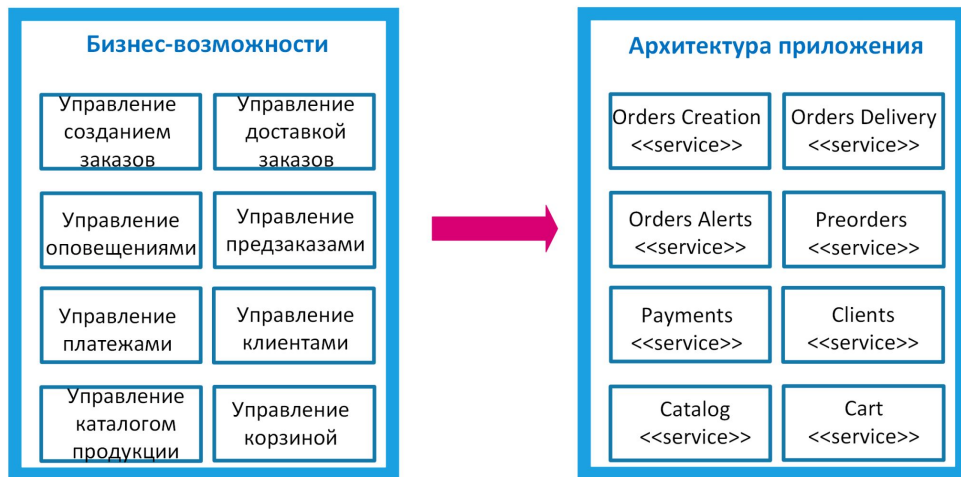 Бизнес-возможности
Управление
созданием
заказов
Управление
доставкой
заказов
Управление
оповещениями
Управление
предзаказами
Управление
платежами
Управление
клиентами
Управление
каталогом
продукции
Управление
корзиной
Архитектура приложения
Orders Creation
<<service>>
Orders Delivery
<<service>>
Orders Alerts
<<service>>
Preorders
<<service>>
Payments
<<service>>
Clients
<<service>>
Catalog
<<service>>
Cart
<<service>>